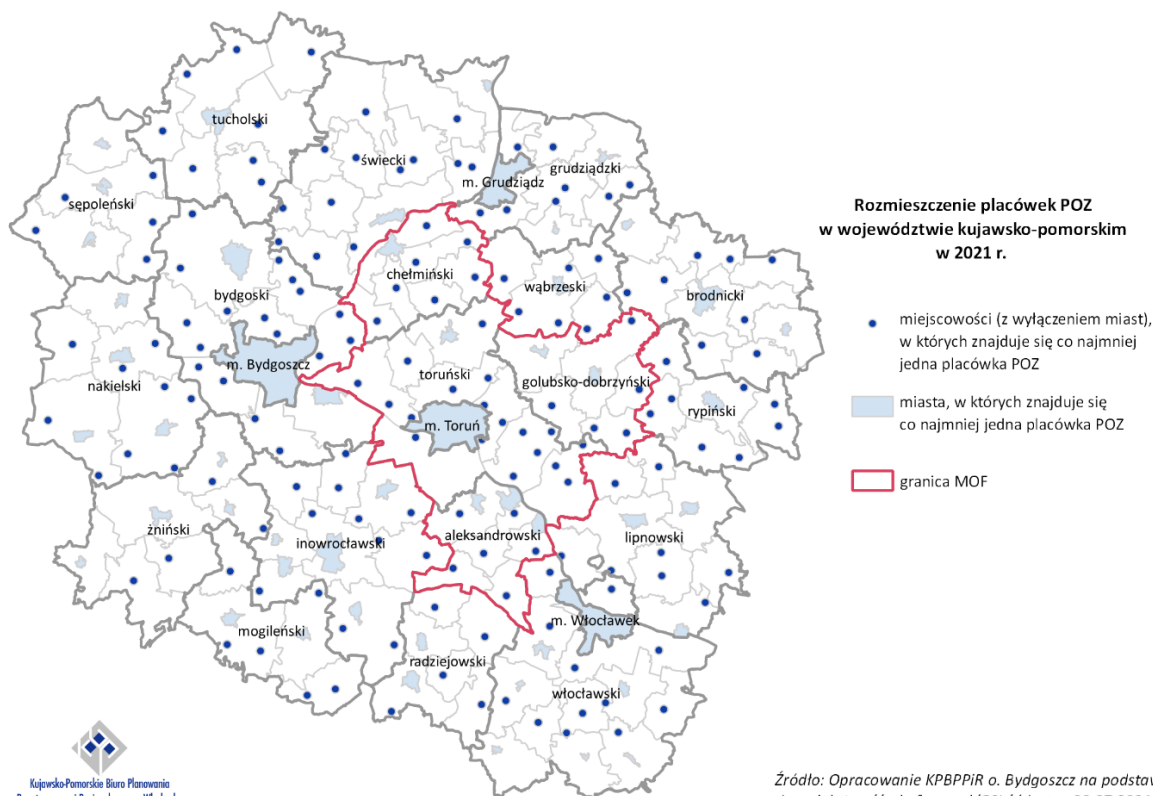 tucholski
świecki
grudziądzki
m. Grudziądz
sępoleński
chełmiński
wąbrzeski
bydgoski
brodnicki
m. Bydgoszcz
nakielski
toruński
golubsko-dobrzyński
rypiński
m. Toruń
żniński
inowrocławski
aleksandrowski
lipnowski
mogileński
m. Włocławek
radziejowski
włocławski
Rozmieszczenie placówek POZ
w województwie kujawsko-pomorskim
w 2021 r.
miejscowości (z wyłączeniem miast),
w których znajduje się co najmniej
jedna placówka POZ
miasta, w których znajduje się
co najmniej jedna placówka POZ
granica MOF
Kujawsko-Pomorskie Biuro Planowania
Źródło: Opracowanie KPBPPiR o. Bydgoszcz na podstaw